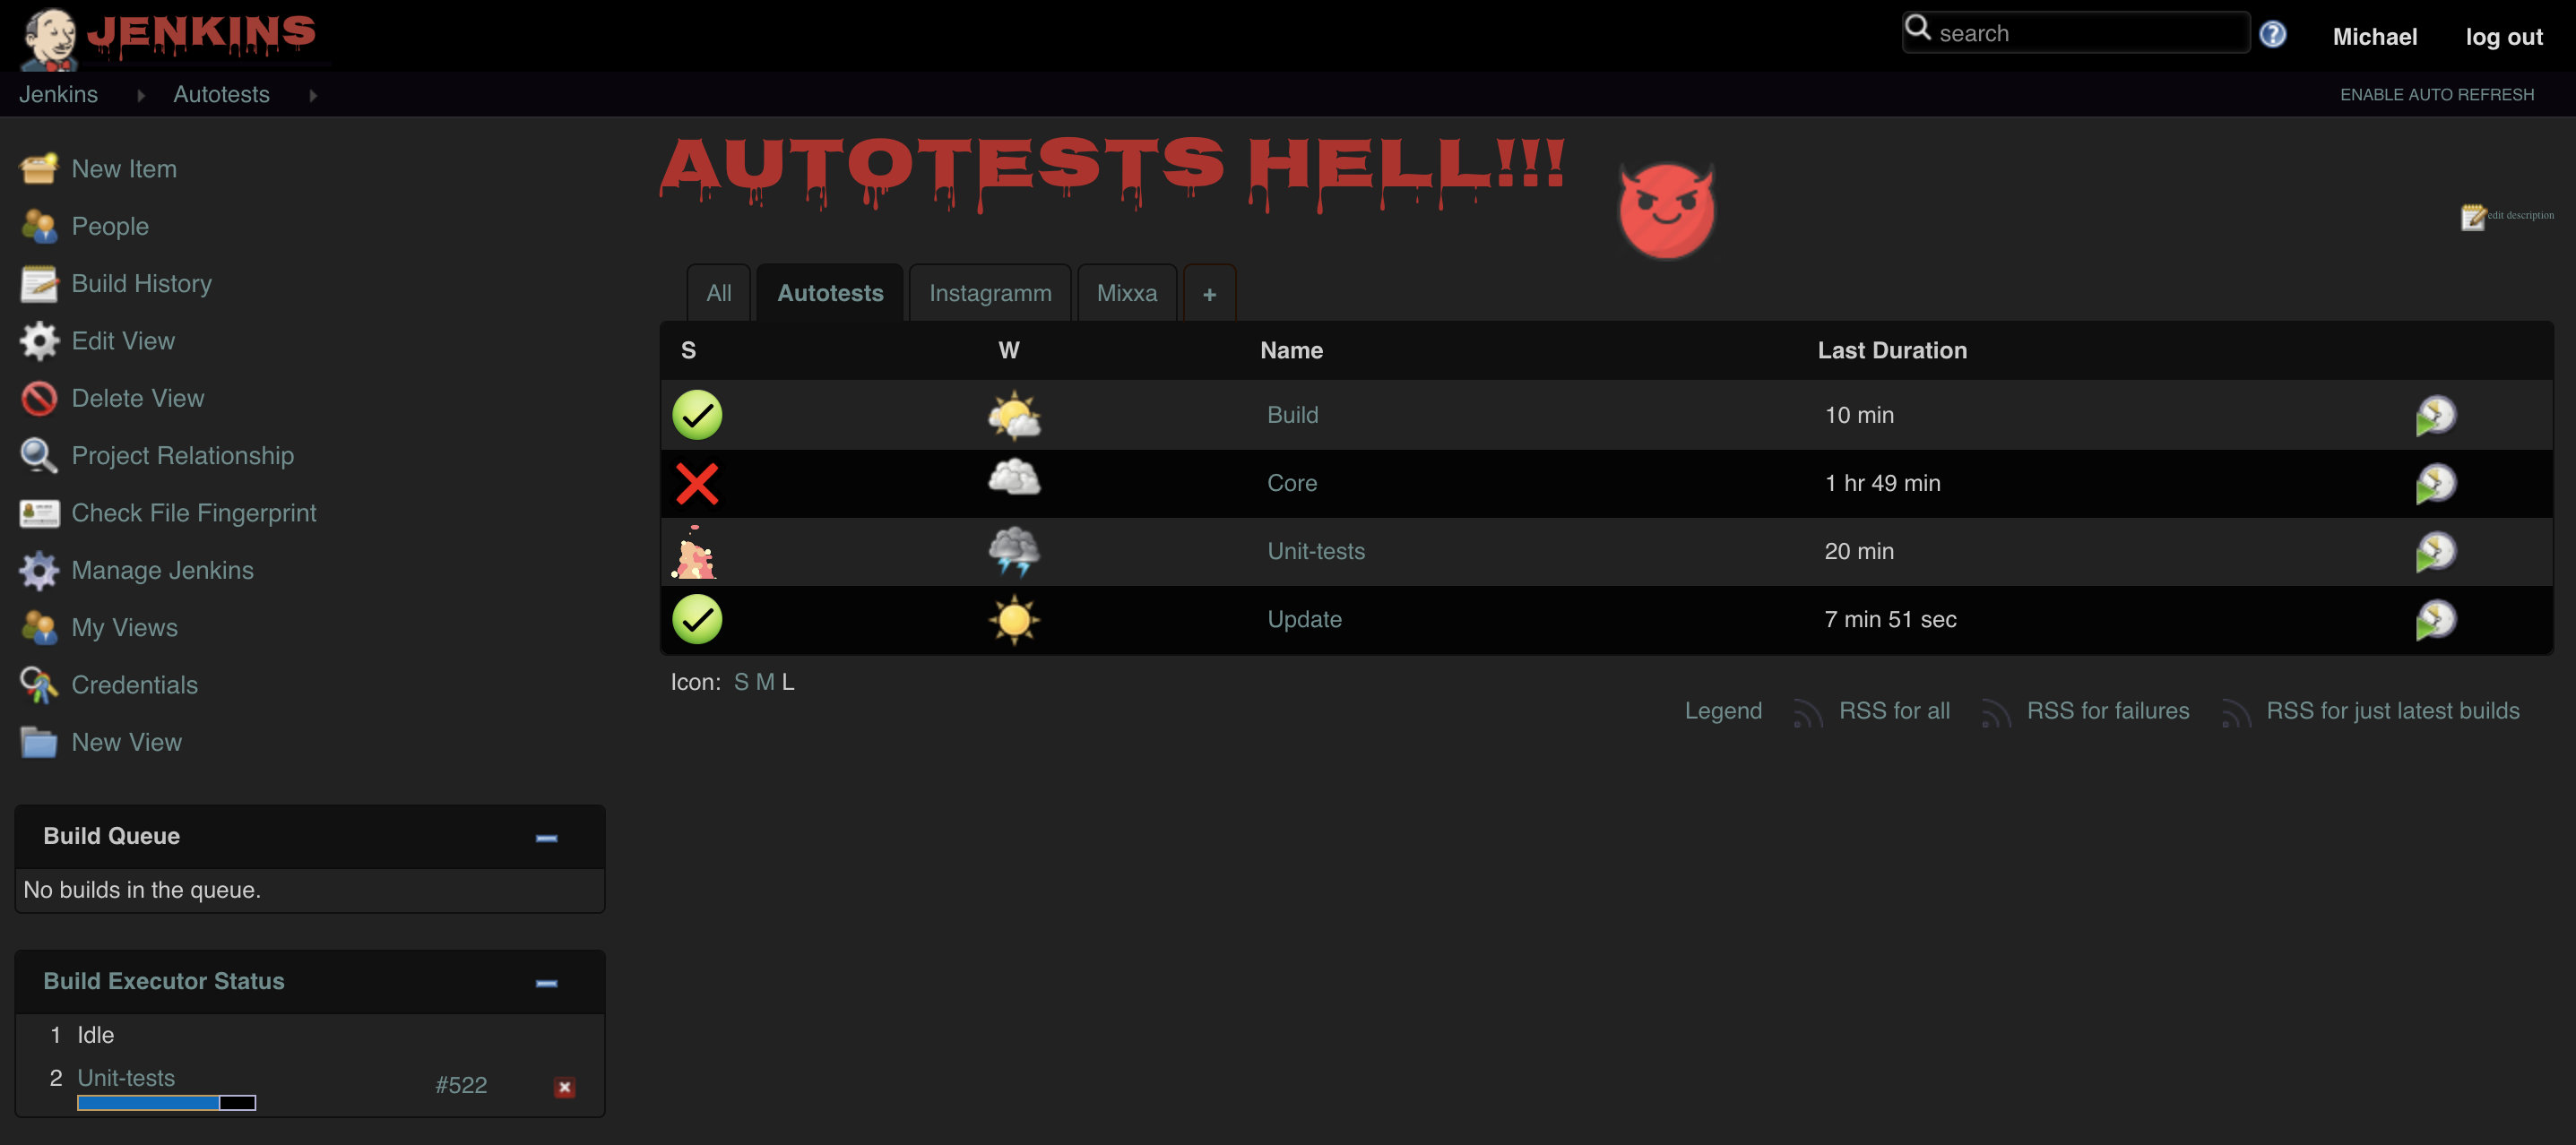 JENKINS
search
Michael
log out
Jenkins
Autotests
ENABLE AUTO REFRESH
New Item
People
Build History
Edit View
Delete View
Project Relationship
Check File Fingerprint
Manage Jenkins
My Views
Credentials
New View
Build Queue
No builds in the queue.
Build Executor Status
1 Idle
2 Unit-tests #522
AUTOTESTS HELL!!!
edit description
All Autotests Instagramm Mixxa +
S W Name Last Duration
Build 10 min
Core 1 hr 49 min
Unit-tests 20 min
Update 7 min 51 sec
Icon: S M L
Legend RSS for all RSS for failures RSS for just latest builds